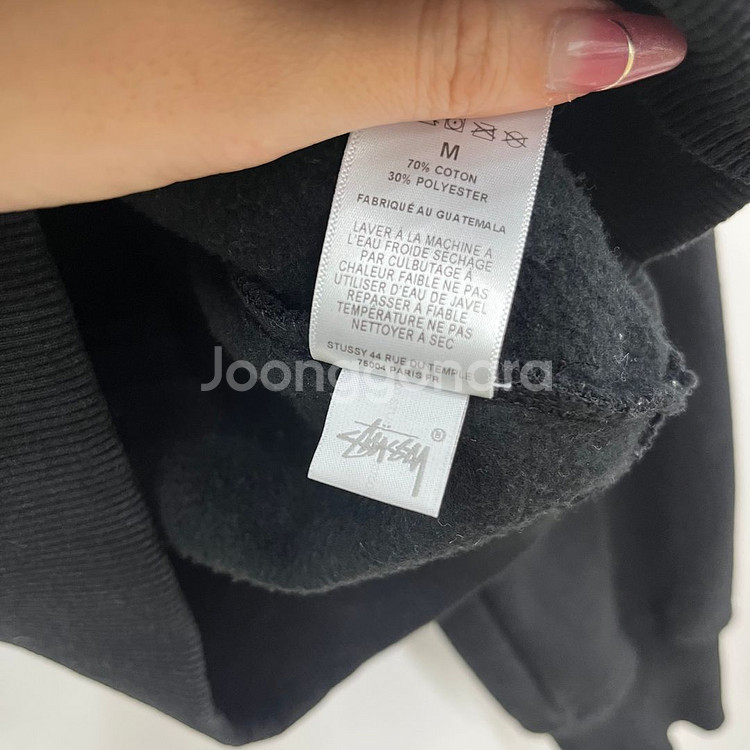 M
70% COTON
30% POLYESTER
FABRIQUÉ AU GUATEMALA
LAVER À LA MACHINE A
L'EAU FROIDE SECHAGE
PAR CULBUTAGE À
CHALEUR FAIBLE NE PAS
UTILISER D'EAU DE JAVEL
REPASSER À FIABLE
TEMPÉRATURE NE PAS
NETTOYER À SEC
STUSSY 44 RUE DU TEMPLE
75004 PARIS FR
Joonggonara
STÜSSY ®